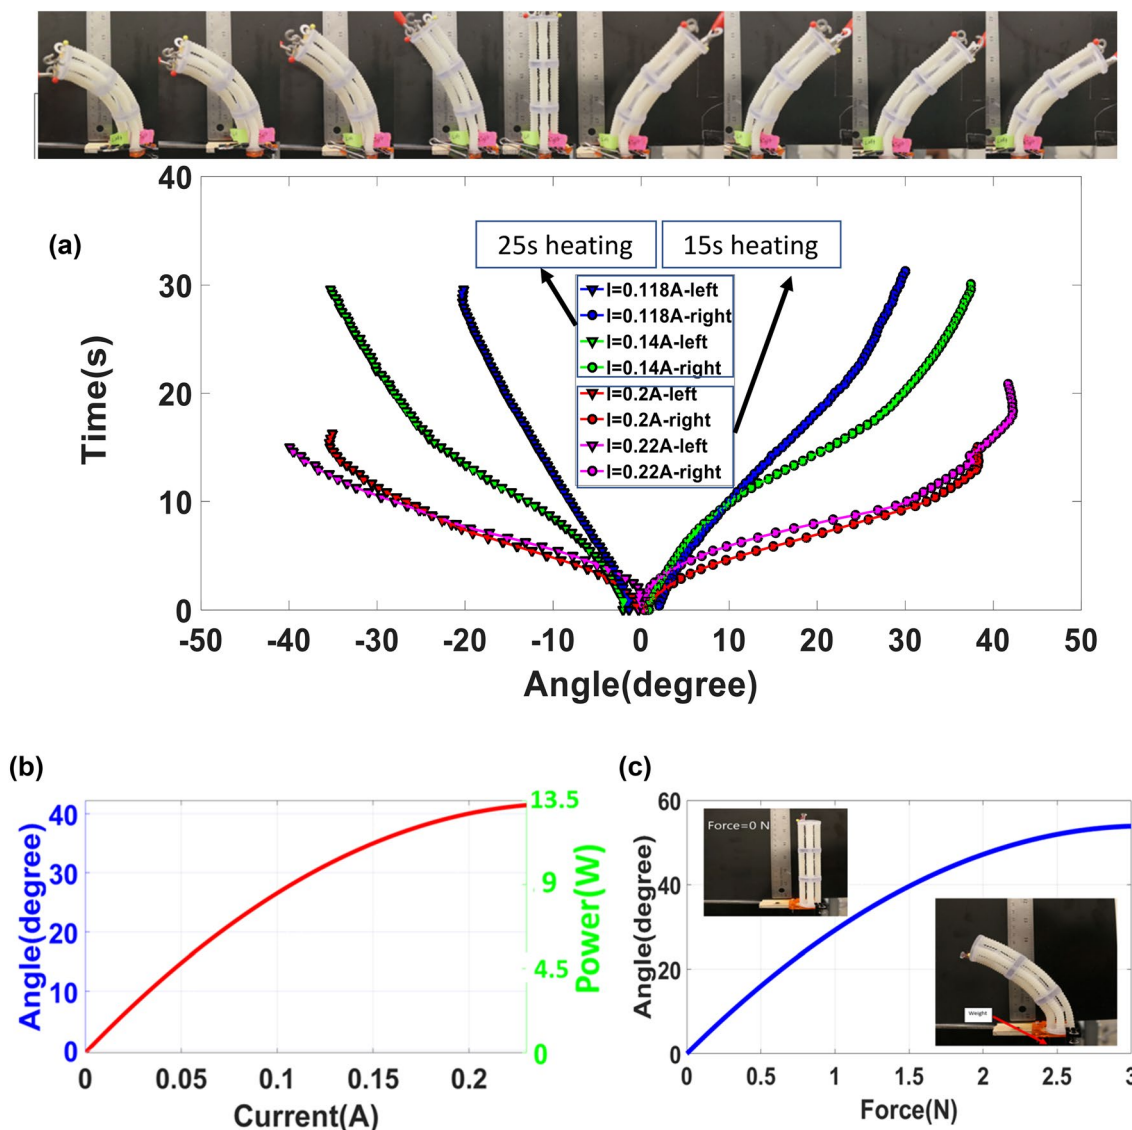 (a)
40
30
20
10
0
Time(s)
25s heating
15s heating
I=0.118A-left
I=0.118A-right
I=0.14A-left
I=0.14A-right
I=0.2A-left
I=0.2A-right
I=0.22A-left
I=0.22A-right
-50 -40 -30 -20 -10 0 10 20 30 40 50
Angle(degree)
(b)
40
30
20
10
0
Angle(degree)
13.5
9
4.5
0
Power(W)
0 0.05 0.1 0.15 0.2
Current(A)
(c)
60
40
20
0
Angle(degree)
Force=0 N
Weight
0 0.5 1 1.5 2 2.5 3
Force(N)